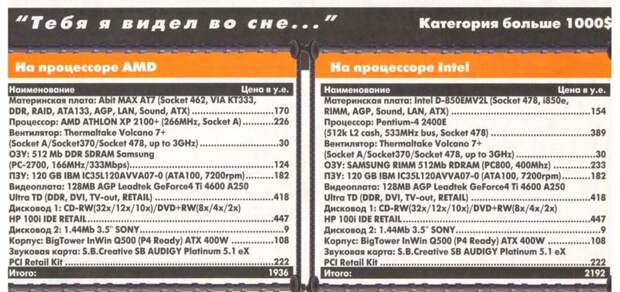 "Тебя я видел во сне..."
Категория больше 1000$
На процессоре AMD
Наименование Цена в у.е.
Материнская плата: Abit MAX AT7 (Socket 462, VIA KT333,
DDR, RAID, ATA133, AGP, LAN, Sound, ATX) 170
Процессор: AMD ATHLON XP 2100+ (266MHz, Socket A) 226
Вентилятор: Thermaltake Volcano 7+
(Socket A/Socket370/Socket 478, up to 3GHz) 30
ОЗУ: 512 Mb DDR SDRAM Samsung
(PC-2700, 166MHz/333Mbps) 124
ПЗУ: 120 GB IBM IC35L120AVVA07-0 (ATA100, 7200rpm) 182
Видеоплата: 128MB AGP Leadtek GeForce4 Ti 4600 A250
Ultra TD (DDR, DVI, TV-out, RETAIL) 418
Дисковод 1: CD-RW(32x/12x/10x)/DVD+RW(8x/4x/2x)
HP 100i IDE RETAIL 447
Дисковод 2: 1.44Mb 3.5" SONY 9
Корпус: BigTower InWin Q500 (P4 Ready) ATX 400W 108
Звуковая карта: S.B.Creative SB AUDIGY Platinum 5.1 eX
PCI Retail Kit 222
Итого: 1936
На процессоре Intel
Наименование Цена в у.е.
Материнская плата: Intel D-850EMV2L (Socket 478, i850e,
RIMM, AGP, Sound, LAN, ATX) 154
Процессор: Pentium-4 2400E
(512k L2 cash, 533MHz bus, Socket 478) 389
Вентилятор: Thermaltake Volcano 7+
(Socket A/Socket370/Socket 478, up to 3GHz) 30
ОЗУ: SAMSUNG RIMM 512Mb RDRAM (PC800, 400Mhz) 233
ПЗУ: 120 GB IBM IC35L120AVVA07-0 (ATA100, 7200rpm) 182
Видеоплата: 128MB AGP Leadtek GeForce4 Ti 4600 A250
Ultra TD (DDR, DVI, TV-out, RETAIL) 418
Дисковод 1: CD-RW(32x/12x/10x)/DVD+RW(8x/4x/2x)
HP 100i IDE RETAIL 447
Дисковод 2: 1.44Mb 3.5" SONY 9
Корпус: BigTower InWin Q500 (P4 Ready) ATX 400W 108
Звуковая карта: S.B.Creative SB AUDIGY Platinum 5.1 eX
PCI Retail Kit 222
Итого: 2192